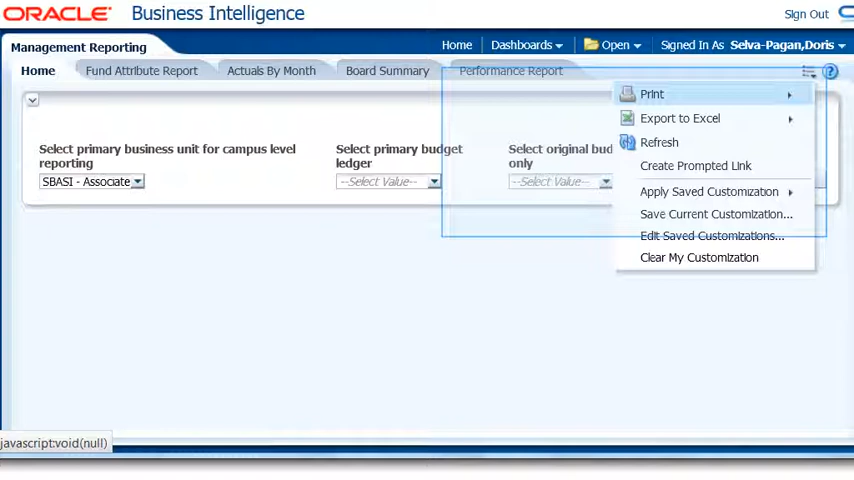 ORACLE Business Intelligence
Sign Out
Management Reporting
Home Dashboards Open Signed In As Selva-Pagan,Doris
Home Fund Attribute Report Actuals By Month Board Summary Performance Report
Print
Export to Excel
Refresh
Create Prompted Link
Apply Saved Customization
Save Current Customization...
Edit Saved Customizations...
Clear My Customization
Select primary business unit for campus level
reporting
SBASI - Associate
Select primary budget
ledger
--Select Value--
Select original bud
only
--Select Value--
javascript:void(null)